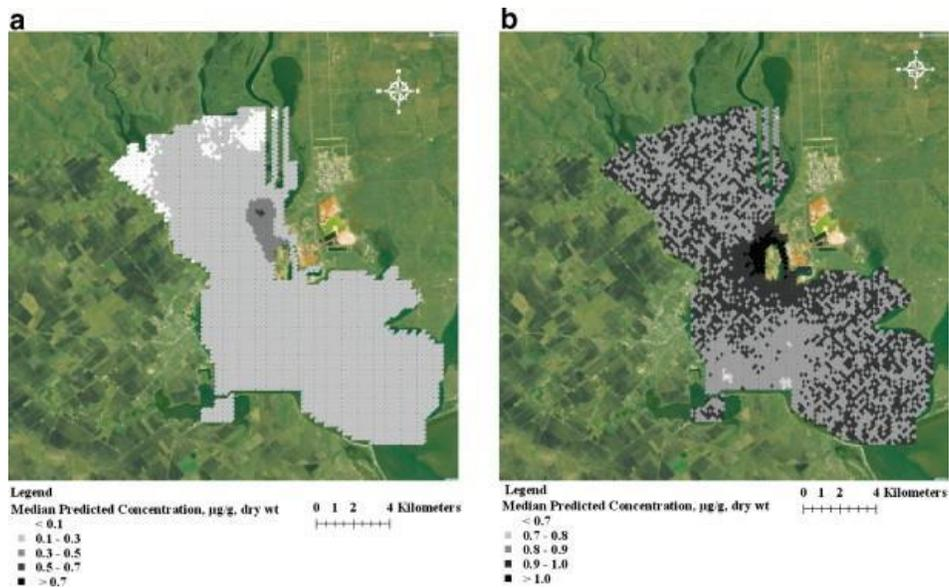 a
b
Legend
Median Predicted Concentration, µg/g, dry wt
< 0.1
0.1 - 0.3
0.3 - 0.5
0.5 - 0.7
> 0.7
0 1 2 4 Kilometers
Legend
Median Predicted Concentration, µg/g, dry wt
< 0.7
0.7 - 0.8
0.8 - 0.9
0.9 - 1.0
> 1.0
0 1 2 4 Kilometers